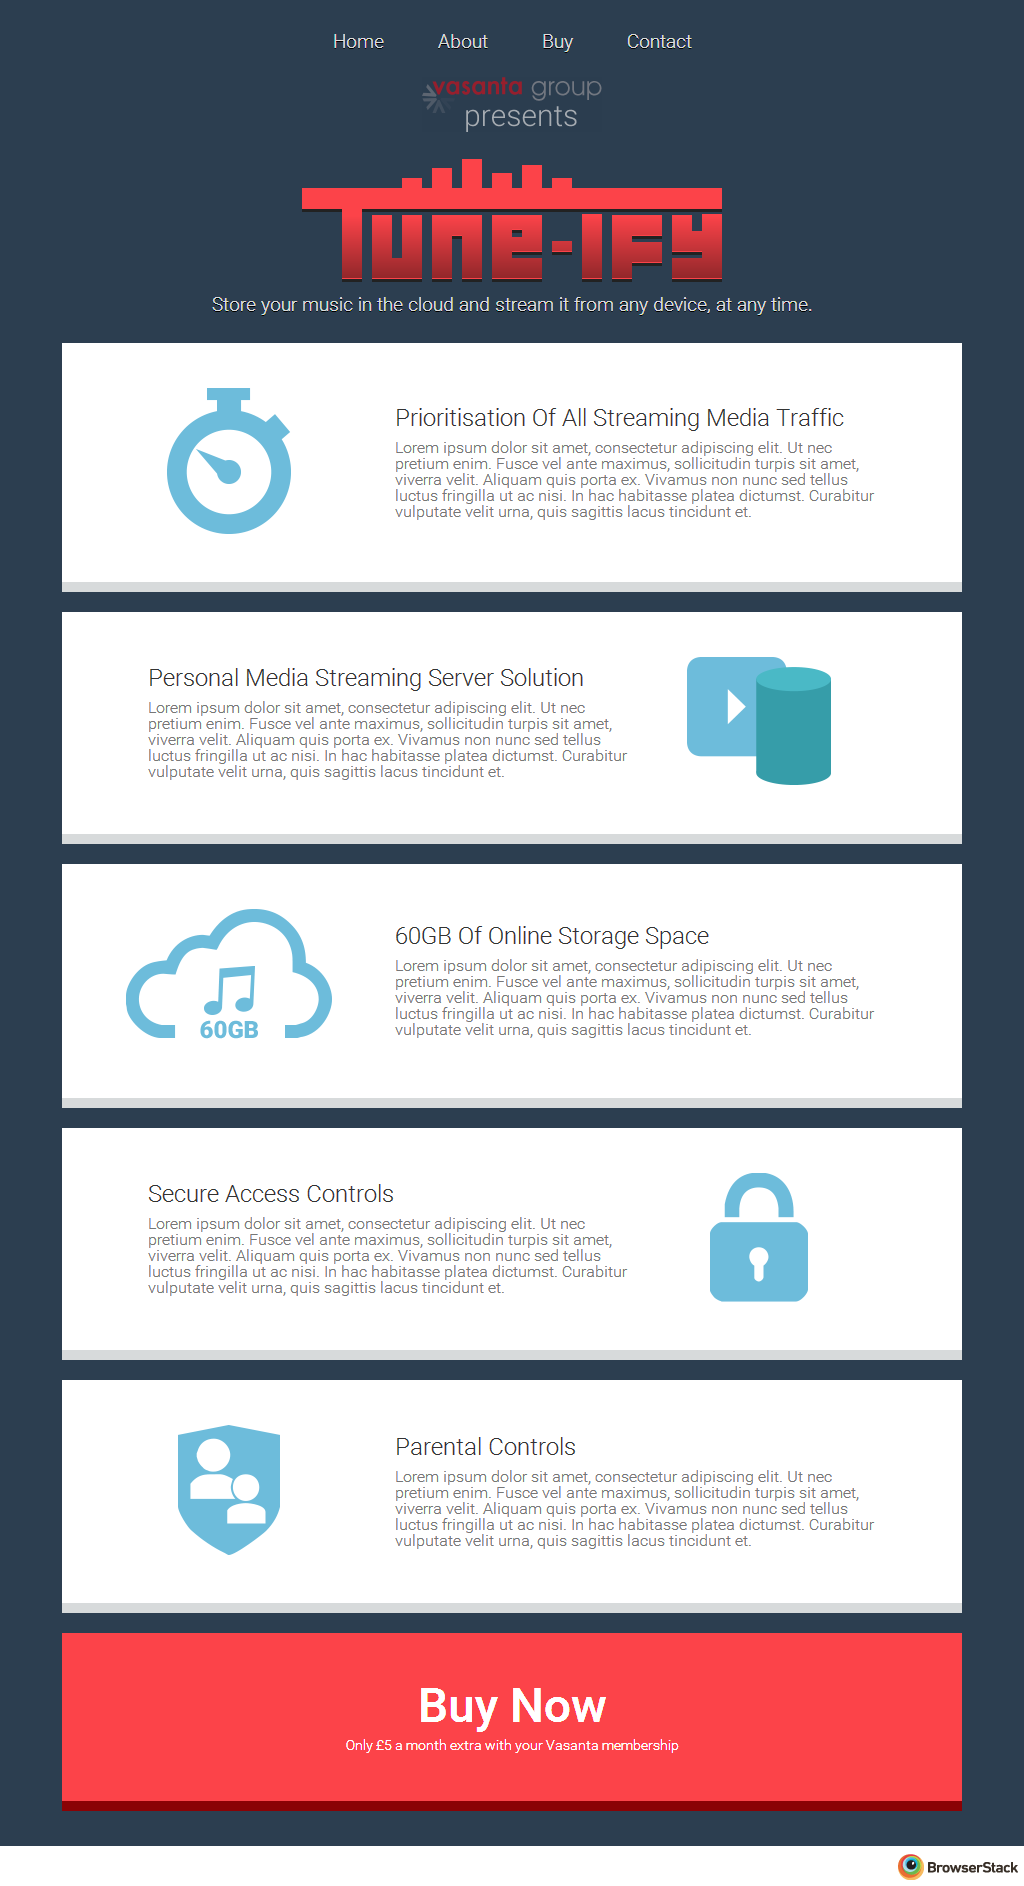 Home About Buy Contact
vasanta group
presents
Tune-ify
Store your music in the cloud and stream it from any device, at any time.
Prioritisation Of All Streaming Media Traffic
Lorem ipsum dolor sit amet, consectetur adipiscing elit. Ut nec
pretium enim. Fusce vel ante maximus, sollicitudin turpis sit amet,
viverra velit. Aliquam quis porta ex. Vivamus non nunc sed tellus
luctus fringilla ut ac nisi. In hac habitasse platea dictumst. Curabitur
vulputate velit urna, quis sagittis lacus tincidunt et.
Personal Media Streaming Server Solution
Lorem ipsum dolor sit amet, consectetur adipiscing elit. Ut nec
pretium enim. Fusce vel ante maximus, sollicitudin turpis sit amet,
viverra velit. Aliquam quis porta ex. Vivamus non nunc sed tellus
luctus fringilla ut ac nisi. In hac habitasse platea dictumst. Curabitur
vulputate velit urna, quis sagittis lacus tincidunt et.
60GB
60GB Of Online Storage Space
Lorem ipsum dolor sit amet, consectetur adipiscing elit. Ut nec
pretium enim. Fusce vel ante maximus, sollicitudin turpis sit amet,
viverra velit. Aliquam quis porta ex. Vivamus non nunc sed tellus
luctus fringilla ut ac nisi. In hac habitasse platea dictumst. Curabitur
vulputate velit urna, quis sagittis lacus tincidunt et.
Secure Access Controls
Lorem ipsum dolor sit amet, consectetur adipiscing elit. Ut nec
pretium enim. Fusce vel ante maximus, sollicitudin turpis sit amet,
viverra velit. Aliquam quis porta ex. Vivamus non nunc sed tellus
luctus fringilla ut ac nisi. In hac habitasse platea dictumst. Curabitur
vulputate velit urna, quis sagittis lacus tincidunt et.
Parental Controls
Lorem ipsum dolor sit amet, consectetur adipiscing elit. Ut nec
pretium enim. Fusce vel ante maximus, sollicitudin turpis sit amet,
viverra velit. Aliquam quis porta ex. Vivamus non nunc sed tellus
luctus fringilla ut ac nisi. In hac habitasse platea dictumst. Curabitur
vulputate velit urna, quis sagittis lacus tincidunt et.
Buy Now
Only £5 a month extra with your Vasanta membership
BrowserStack